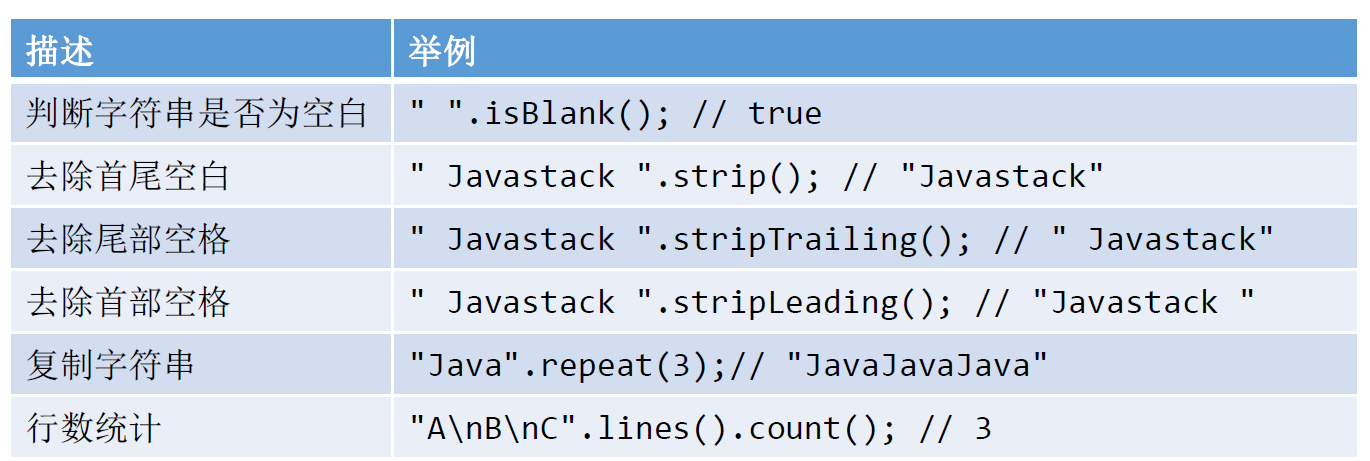 描述 举例
判断字符串是否为空白 " ".isBlank(); // true
去除首尾空白 " Javastack ".strip(); // "Javastack"
去除尾部空格 " Javastack ".stripTrailing(); // " Javastack"
去除首部空格 " Javastack ".stripLeading(); // "Javastack "
复制字符串 "Java".repeat(3);// "JavaJavaJava"
行数统计 "A\nB\nC".lines().count(); // 3